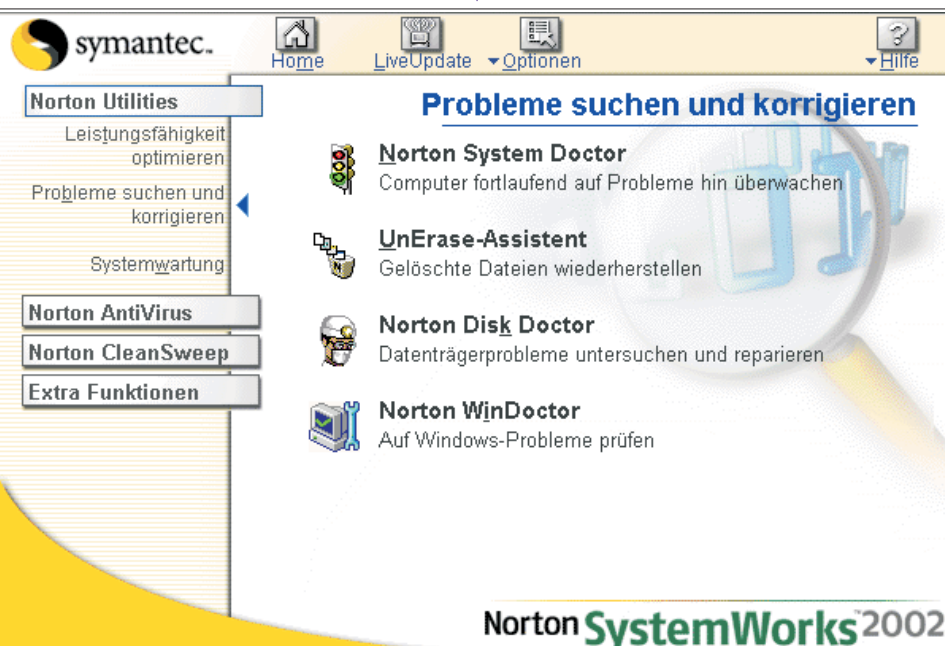 symantec.
Home
LiveUpdate
Optionen
Hilfe
Norton Utilities
Leistungsfähigkeit
optimieren
Probleme suchen und
korrigieren
Systemwartung
Norton AntiVirus
Norton CleanSweep
Extra Funktionen
Probleme suchen und korrigieren
Norton System Doctor
Computer fortlaufend auf Probleme hin überwachen
UnErase-Assistent
Gelöschte Dateien wiederherstellen
Norton Disk Doctor
Datenträgerprobleme untersuchen und reparieren
Norton WinDoctor
Auf Windows-Probleme prüfen
Norton SystemWorks™2002